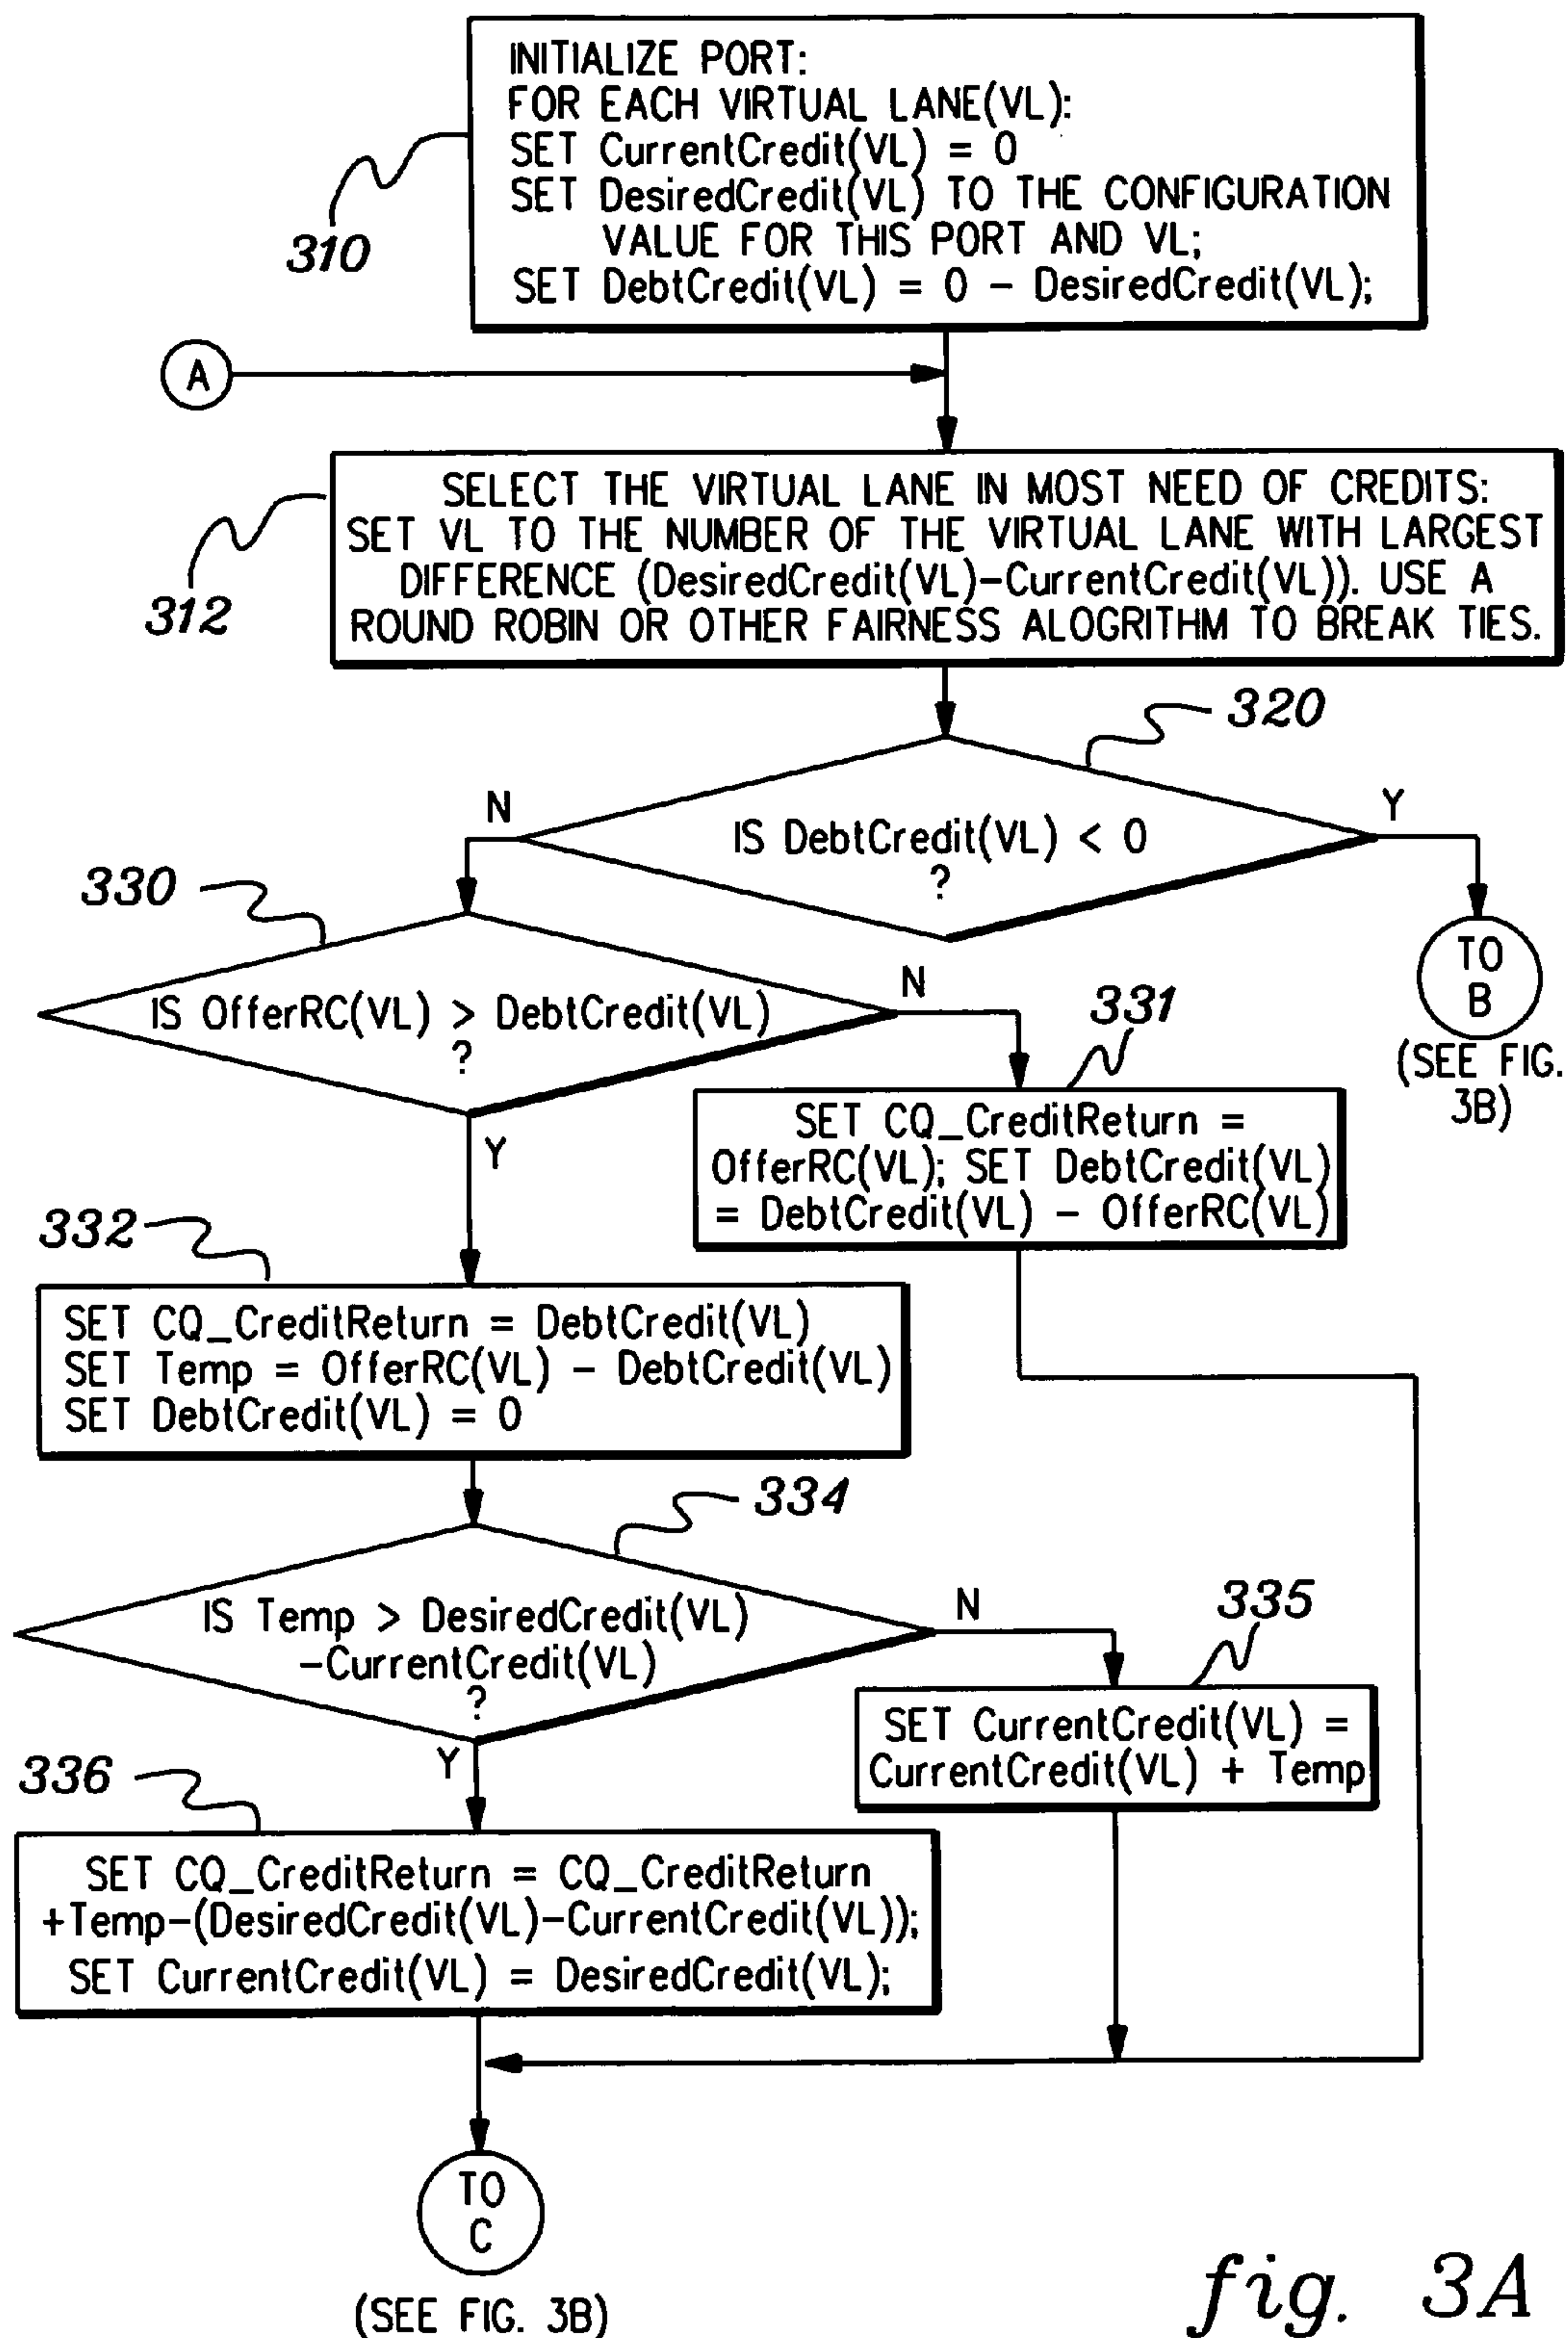 INITIALIZE PORT:
FOR EACH VIRTUAL LANE(VL):
SET CurrentCredit(VL) = 0
SET DesiredCredit(VL) TO THE CONFIGURATION
VALUE FOR THIS PORT AND VL;
SET DebtCredit(VL) = 0 - DesiredCredit(VL);
310
A
SELECT THE VIRTUAL LANE IN MOST NEED OF CREDITS:
SET VL TO THE NUMBER OF THE VIRTUAL LANE WITH LARGEST
DIFFERENCE (DesiredCredit(VL)-CurrentCredit(VL)). USE A
ROUND ROBIN OR OTHER FAIRNESS ALOGRITHM TO BREAK TIES.
312
320
N
IS DebtCredit(VL) < 0
?
Y
TO
B
(SEE FIG.
3B)
330
IS OfferRC(VL) > DebtCredit(VL)
?
N
Y
331
SET CQ_CreditReturn =
OfferRC(VL); SET DebtCredit(VL)
= DebtCredit(VL) - OfferRC(VL)
332
SET CQ_CreditReturn = DebtCredit(VL)
SET Temp = OfferRC(VL) - DebtCredit(VL)
SET DebtCredit(VL) = 0
334
IS Temp > DesiredCredit(VL)
-CurrentCredit(VL)
?
N
Y
335
SET CurrentCredit(VL) =
CurrentCredit(VL) + Temp
336
SET CQ_CreditReturn = CQ_CreditReturn
+Temp-(DesiredCredit(VL)-CurrentCredit(VL));
SET CurrentCredit(VL) = DesiredCredit(VL);
TO
C
(SEE FIG. 3B)
fig. 3A